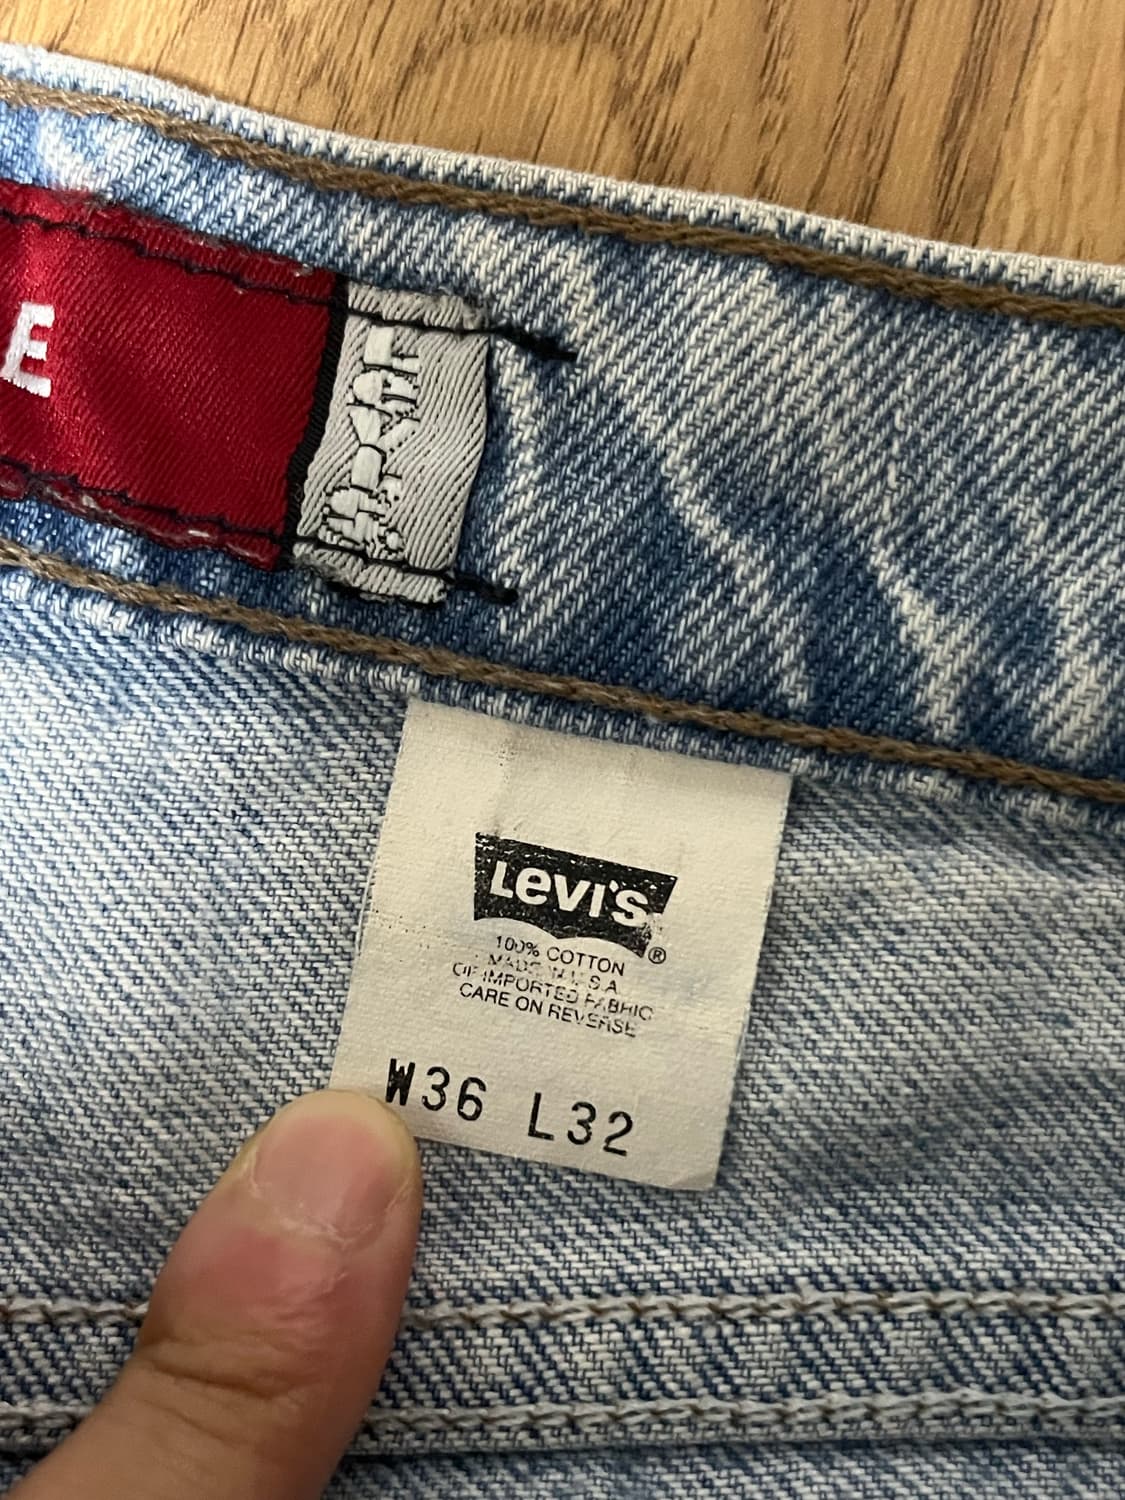 E
LEVI'S
®
100% COTTON
MADE IN U.S.A
OF IMPORTED FABRIC
CARE ON REVERSE
W36 L32